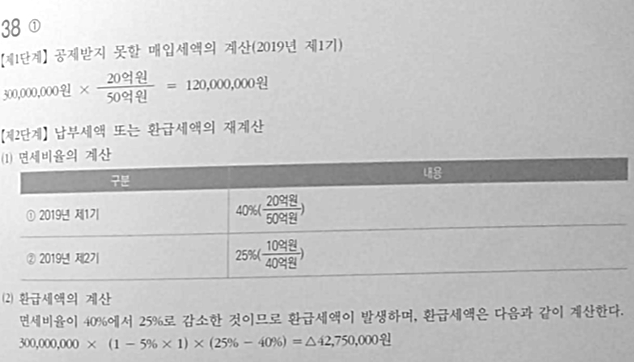 38 ①
【제1단계】 공제받지 못할 매입세액의 계산(2019년 제1기)
300,000,000원 × 20억원/50억원 = 120,000,000원
【제2단계】 납부세액 또는 환급세액의 재계산
(1) 면세비율의 계산
구분 내용
① 2019년 제1기 40%(20억원/50억원)
② 2019년 제2기 25%(10억원/40억원)
(2) 환급세액의 계산
면세비율이 40%에서 25%로 감소한 것이므로 환급세액이 발생하며, 환급세액은 다음과 같이 계산한다.
300,000,000 × (1 − 5% × 1) × (25% − 40%) = △42,750,000원